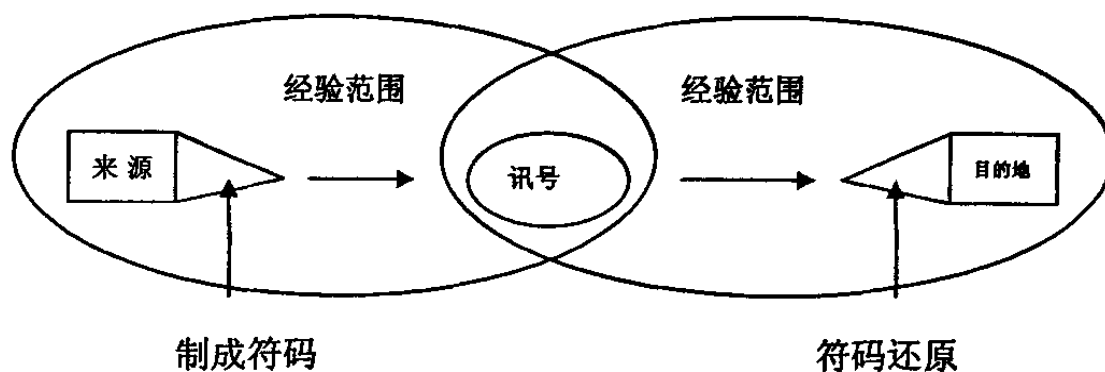 经验范围
经验范围
来源
讯号
目的地
制成符码
符码还原